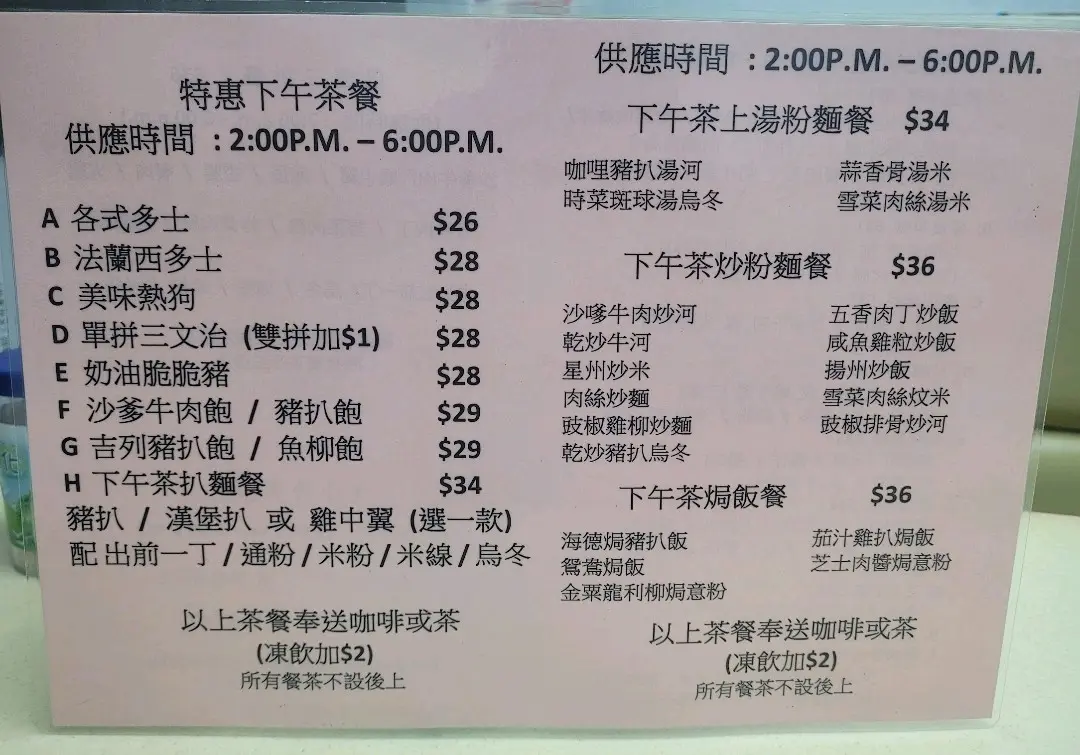 特惠下午茶餐
供應時間 : 2:00P.M. – 6:00P.M.
A 各式多士 $26
B 法蘭西多士 $28
C 美味熱狗 $28
D 單拼三文治 (雙拼加$1) $28
E 奶油脆脆豬 $28
F 沙爹牛肉飽 / 豬扒飽 $29
G 吉列豬扒飽 / 魚柳飽 $29
H 下午茶扒麵餐 $34
豬扒 / 漢堡扒 或 雞中翼 (選一款)
配 出前一丁 / 通粉 / 米粉 / 米線 / 烏冬
以上茶餐奉送咖啡或茶
(凍飲加$2)
所有餐茶不設後上
供應時間 : 2:00P.M. – 6:00P.M.
下午茶上湯粉麵餐 $34
咖哩豬扒湯河 蒜香骨湯米
時菜斑球湯烏冬 雪菜肉絲湯米
下午茶炒粉麵餐 $36
沙嗲牛肉炒河 五香肉丁炒飯
乾炒牛河 咸魚雞粒炒飯
星州炒米 揚州炒飯
肉絲炒麵 雪菜肉絲炆米
豉椒雞柳炒麵 豉椒排骨炒河
乾炒豬扒烏冬
下午茶焗飯餐 $36
海德焗豬扒飯 茄汁雞扒焗飯
鴛鴦焗飯 芝士肉醬焗意粉
金粟龍利柳焗意粉
以上茶餐奉送咖啡或茶
(凍飲加$2)
所有餐茶不設後上